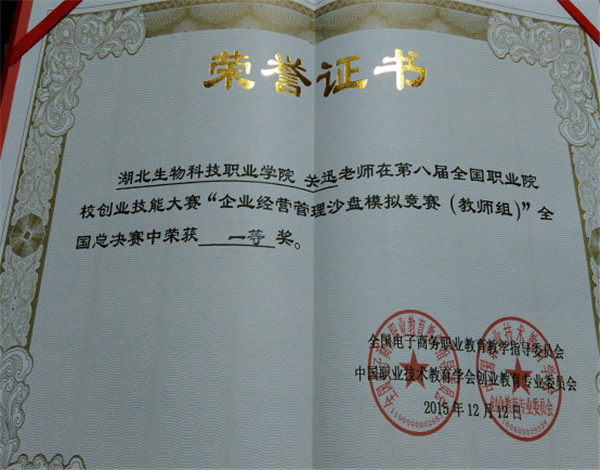 荣誉证书
湖北生物科技职业学院 关迅老师在第八届全国职业院
校创业技能大赛“企业经营管理沙盘模拟竞赛（教师组）”全
国总决赛中荣获 一等 奖。
全国电子商务职业教育教学指导委员会
中国职业技术教育学会创业教育专业委员会
2015年12月12日